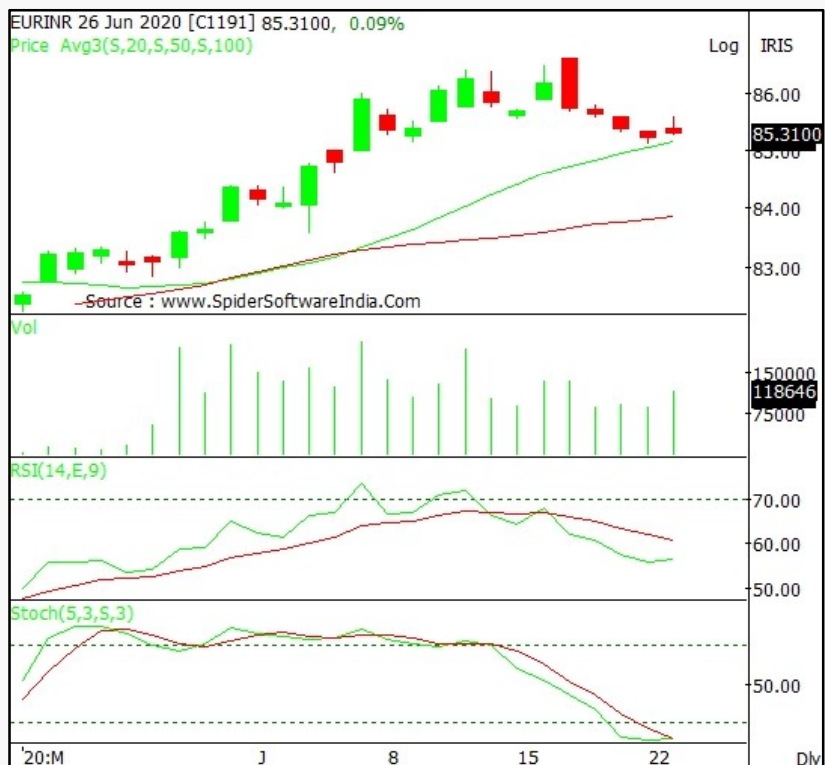 EURINR 26 Jun 2020 [C1191] 85.3100, 0.09%
Price Avg3(S,20,S,50,S,100)
Log
IRIS
86.00
85.3100
85.00
84.00
83.00
Source : www.SpiderSoftwareIndia.Com
Vol
150000
118646
75000
RSI(14,E,9)
70.00
60.00
50.00
Stoch(5,3,S,3)
50.00
'20:M J 8 15 22 Dly